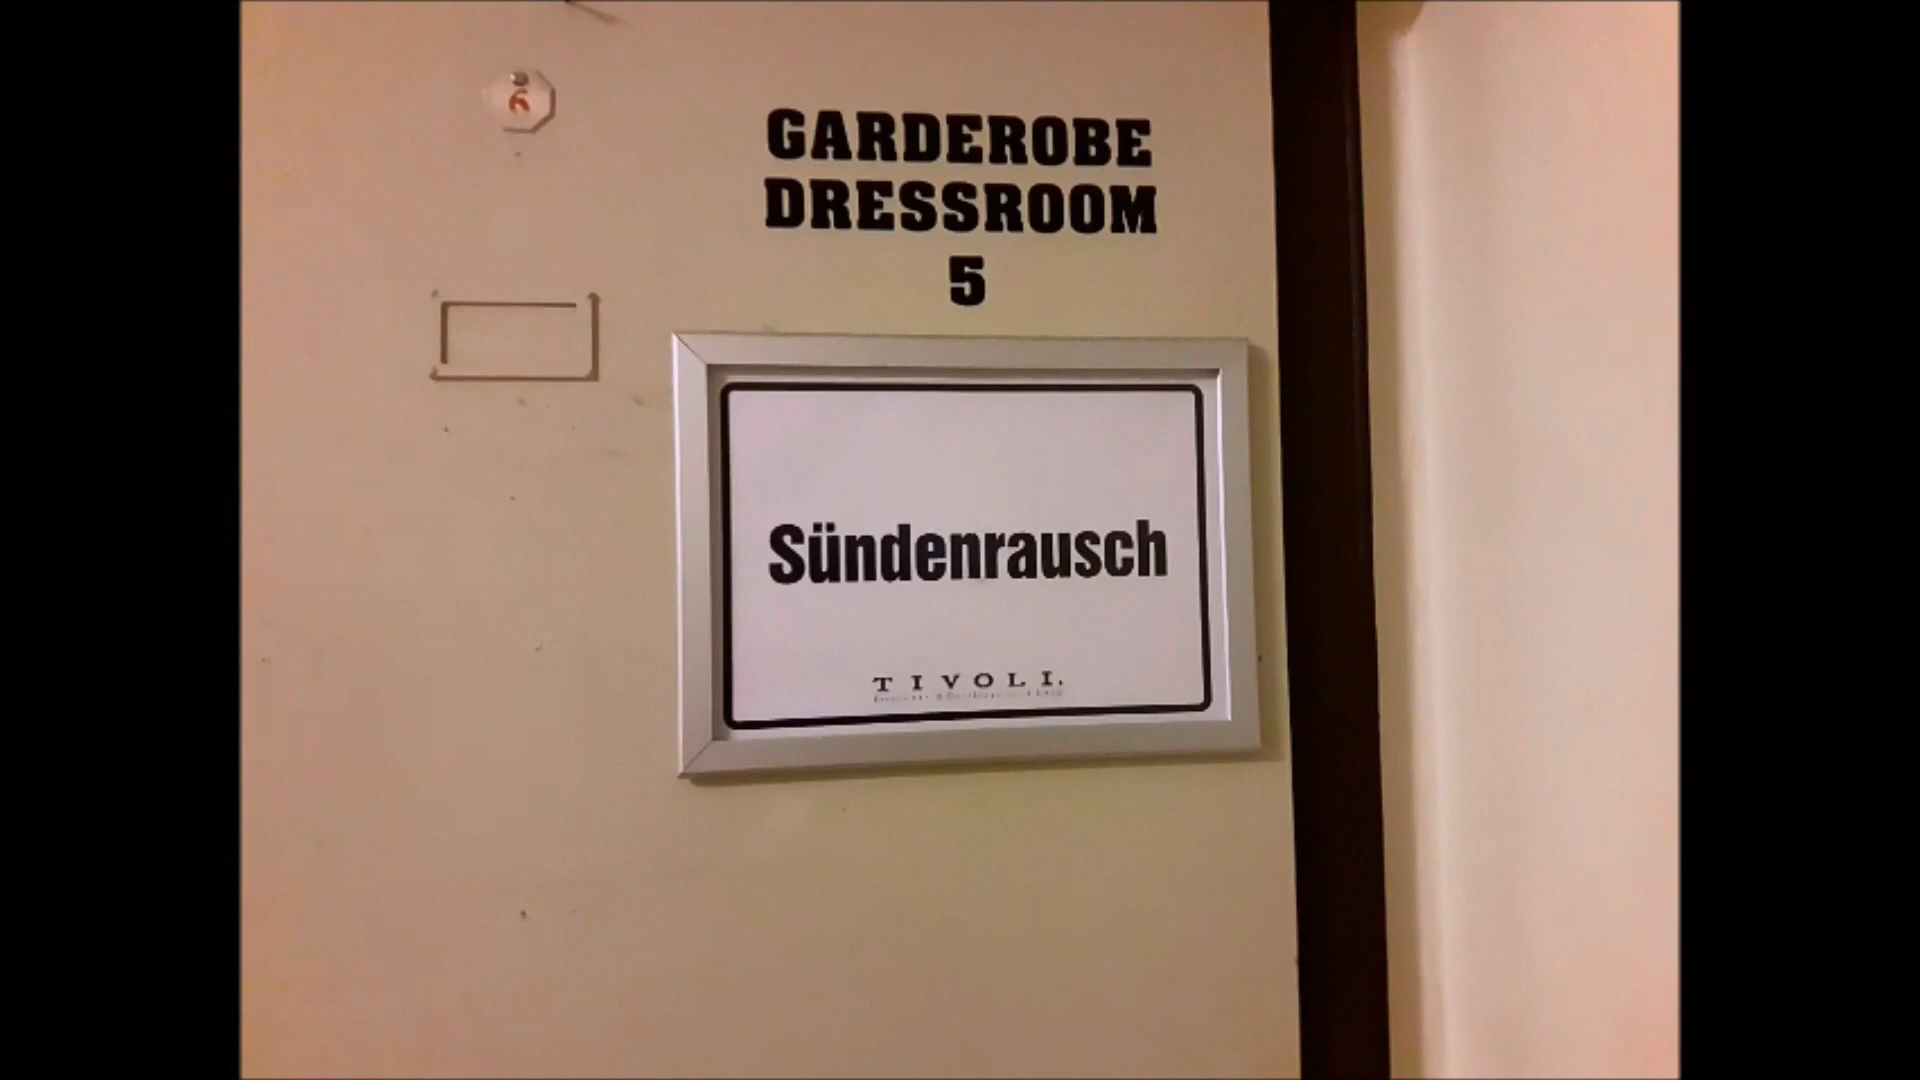 6
GARDEROBE
DRESSROOM
5
Sündenrausch
TIVOLI.